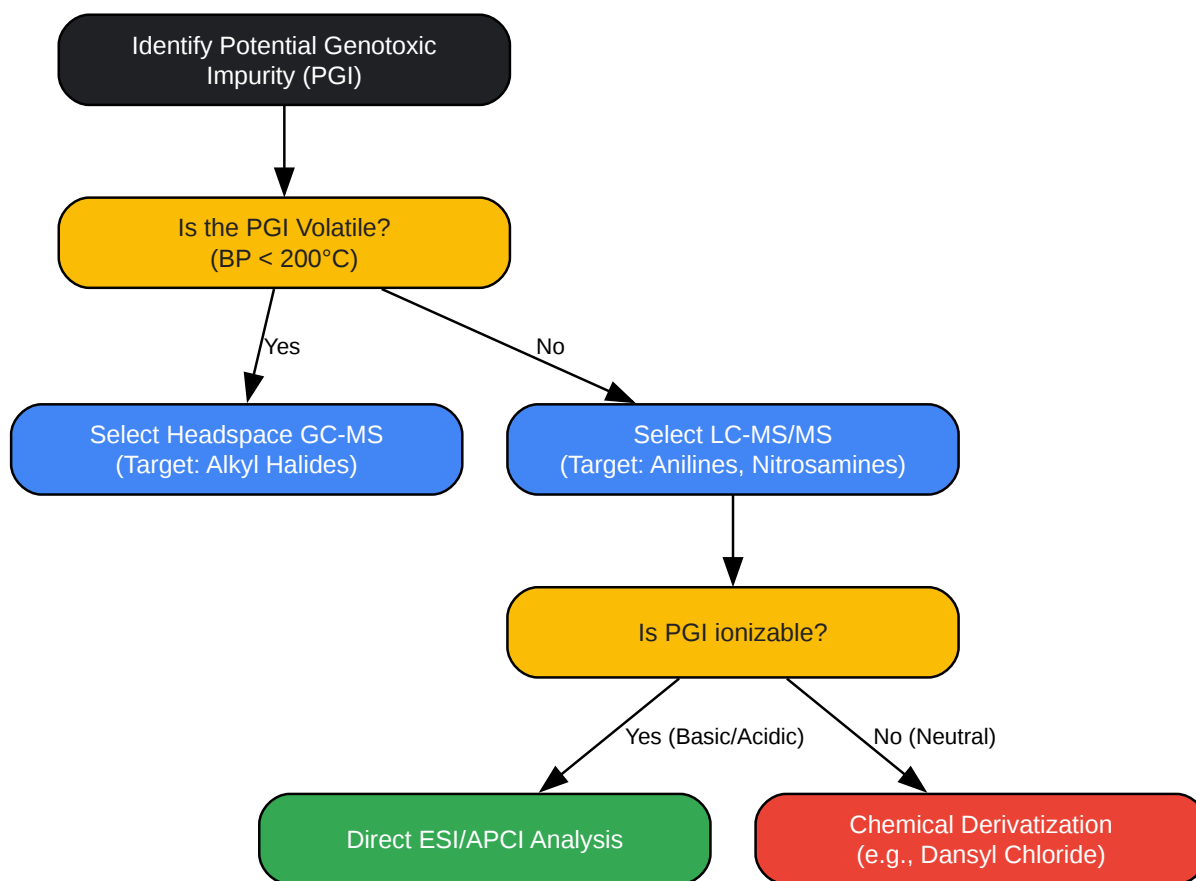 Identify Potential Genotoxic
Impurity (PGI)
Is the PGI Volatile?
(BP < 200°C)
Yes
No
Select Headspace GC-MS
(Target: Alkyl Halides)
Select LC-MS/MS
(Target: Anilines, Nitrosamines)
Is PGI ionizable?
Yes (Basic/Acidic)
No (Neutral)
Direct ESI/APCI Analysis
Chemical Derivatization
(e.g., Dansyl Chloride)